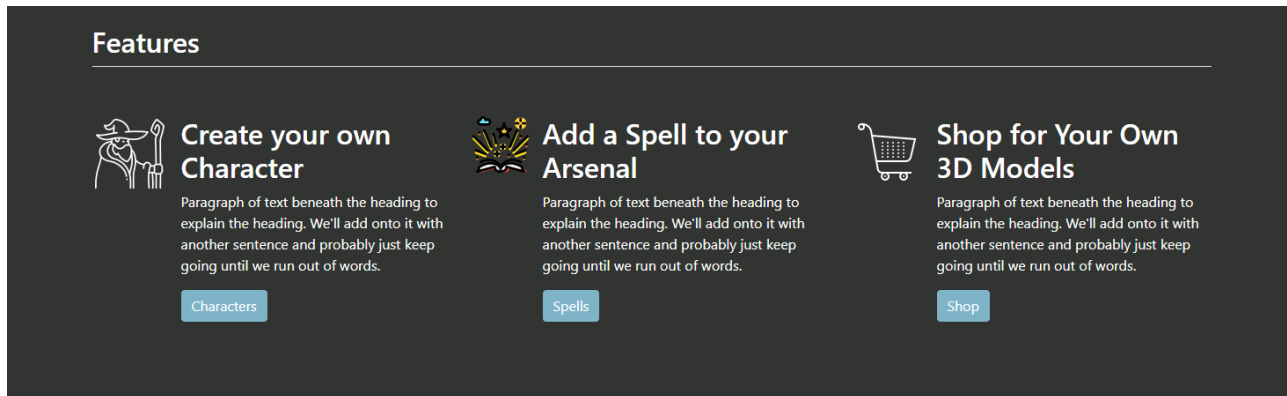 Features
Create your own
Character
Paragraph of text beneath the heading to
explain the heading. We'll add onto it with
another sentence and probably just keep
going until we run out of words.
Characters
Add a Spell to your
Arsenal
Paragraph of text beneath the heading to
explain the heading. We'll add onto it with
another sentence and probably just keep
going until we run out of words.
Spells
Shop for Your Own
3D Models
Paragraph of text beneath the heading to
explain the heading. We'll add onto it with
another sentence and probably just keep
going until we run out of words.
Shop